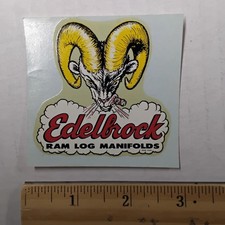 Edelbrock
RAM LOG MANIFOLDS
1 2 3